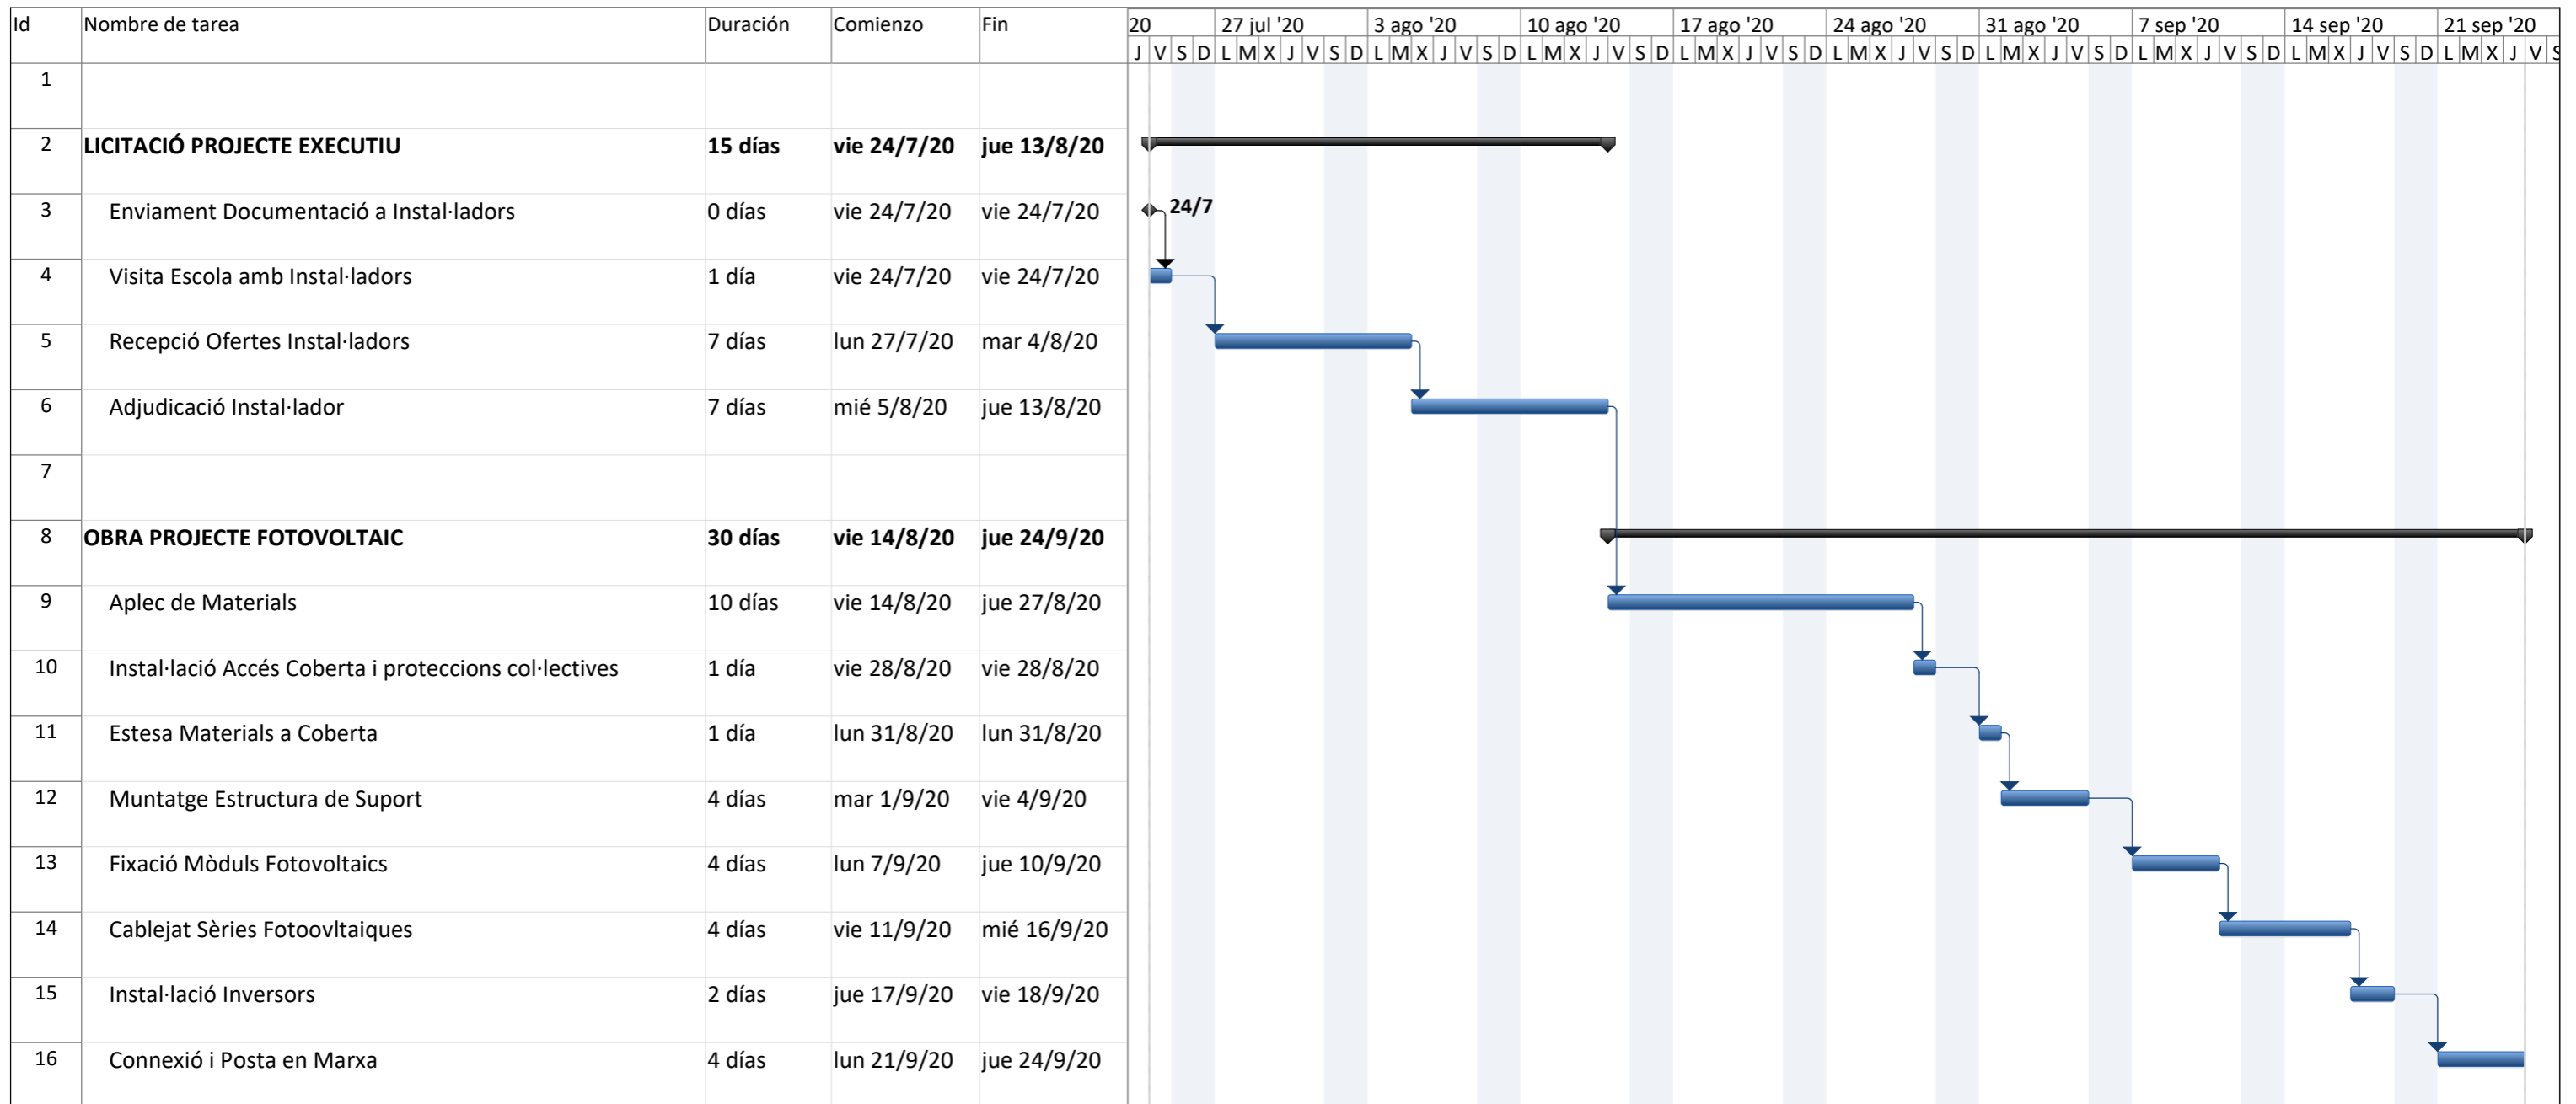 Id Nombre de tarea Duración Comienzo Fin 20 27 jul '20 3 ago '20 10 ago '20 17 ago '20 24 ago '20 31 ago '20 7 sep '20 14 sep '20 21 sep '20
J V S D L M X J V S D L M X J V S D L M X J V S D L M X J V S D L M X J V S D L M X J V S D L M X J V S D L M X J V S D L M X J V S
1
2 LICITACIÓ PROJECTE EXECUTIU 15 días vie 24/7/20 jue 13/8/20
3 Enviament Documentació a Instal·ladors 0 días vie 24/7/20 vie 24/7/20 24/7
4 Visita Escola amb Instal·ladors 1 día vie 24/7/20 vie 24/7/20
5 Recepció Ofertes Instal·ladors 7 días lun 27/7/20 mar 4/8/20
6 Adjudicació Instal·lador 7 días mié 5/8/20 jue 13/8/20
7
8 OBRA PROJECTE FOTOVOLTAIC 30 días vie 14/8/20 jue 24/9/20
9 Aplec de Materials 10 días vie 14/8/20 jue 27/8/20
10 Instal·lació Accés Coberta i proteccions col·lectives 1 día vie 28/8/20 vie 28/8/20
11 Estesa Materials a Coberta 1 día lun 31/8/20 lun 31/8/20
12 Muntatge Estructura de Suport 4 días mar 1/9/20 vie 4/9/20
13 Fixació Mòduls Fotovoltaics 4 días lun 7/9/20 jue 10/9/20
14 Cablejat Sèries Fotoovltaiques 4 días vie 11/9/20 mié 16/9/20
15 Instal·lació Inversors 2 días jue 17/9/20 vie 18/9/20
16 Connexió i Posta en Marxa 4 días lun 21/9/20 jue 24/9/20